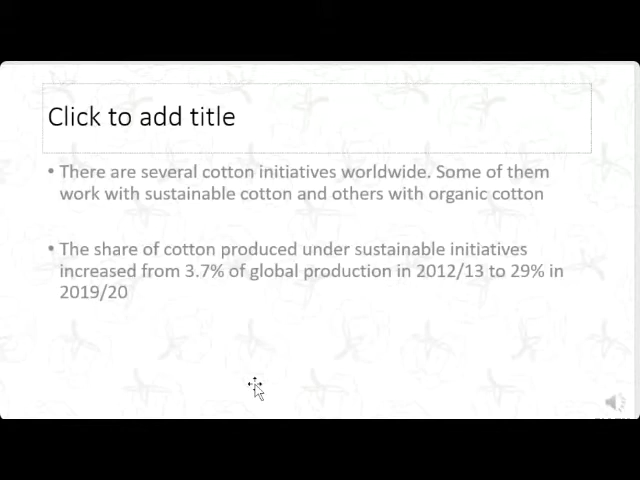 Click to add title
• There are several cotton initiatives worldwide. Some of them
work with sustainable cotton and others with organic cotton
• The share of cotton produced under sustainable initiatives
increased from 3.7% of global production in 2012/13 to 29% in
2019/20